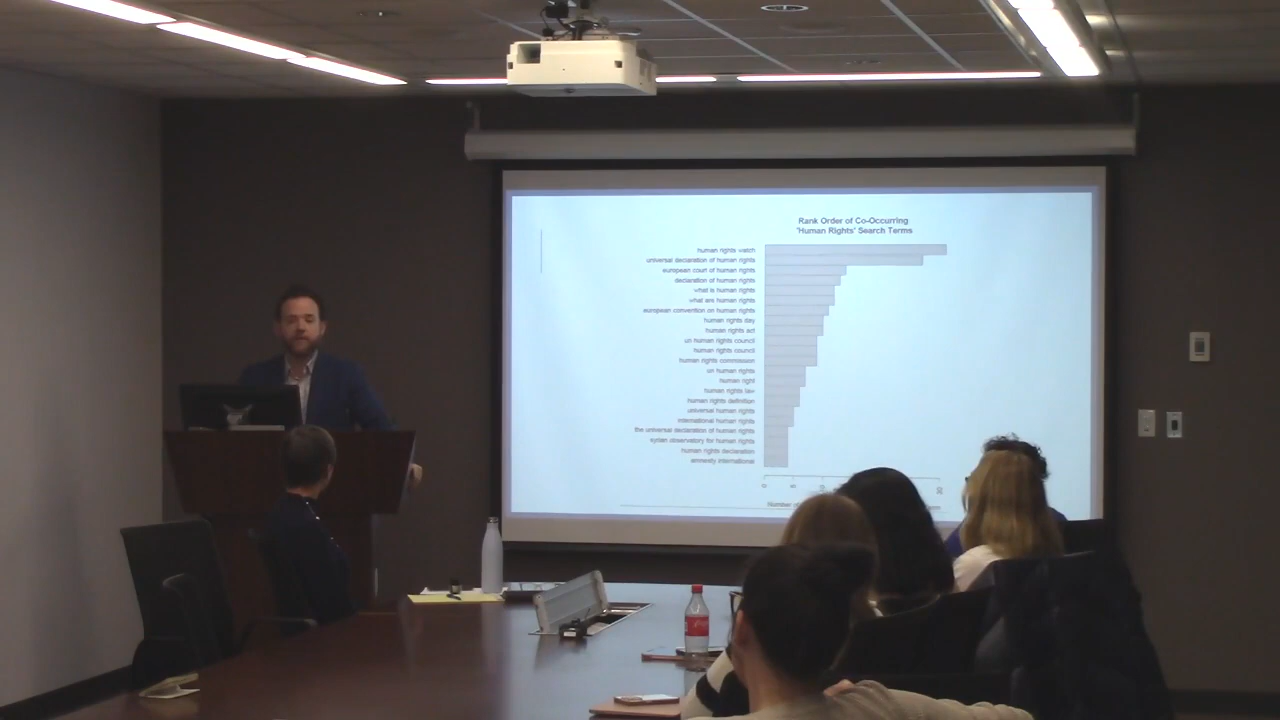 Rank Order of Co-Occurring
'Human Rights' Search Terms
human rights watch
universal declaration of human rights
european court of human rights
declaration of human rights
what is human rights
what are human rights
european convention on human rights
human rights day
human rights act
un human rights council
human rights council
human rights commission
un human rights
human right
human rights law
human rights definition
universal human rights
international human rights
the universal declaration of human rights
syrian observatory for human rights
human rights declaration
amnesty international
Number